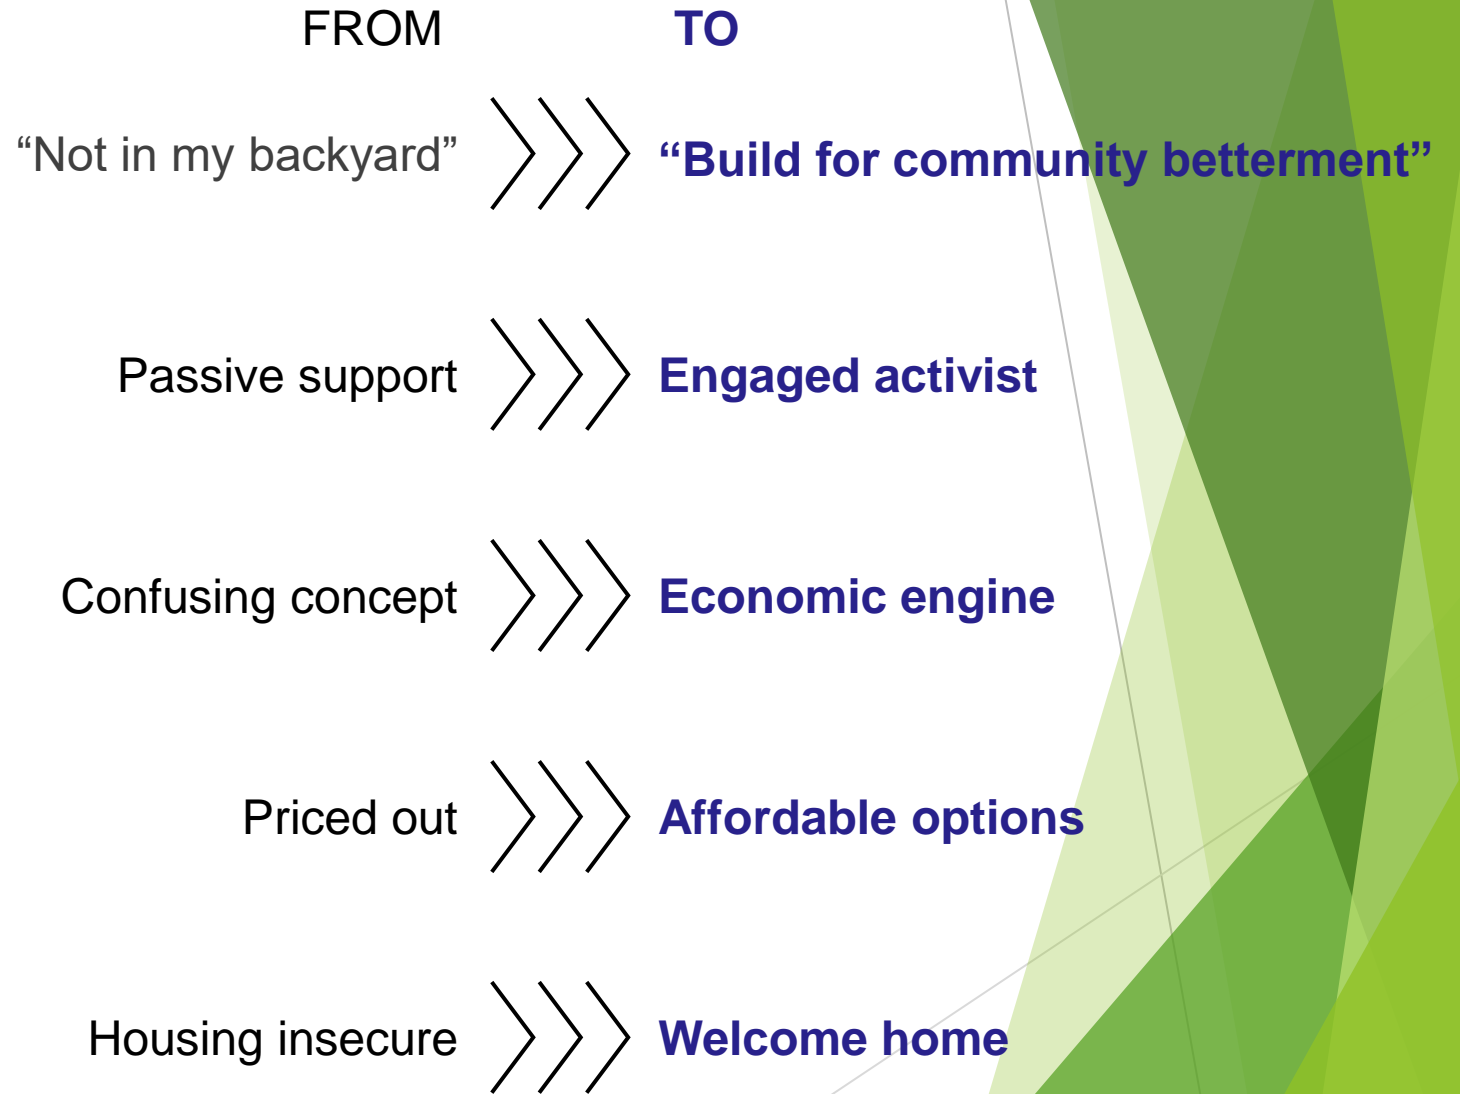 FROM TO
“Not in my backyard” “Build for community betterment”
Passive support Engaged activist
Confusing concept Economic engine
Priced out Affordable options
Housing insecure Welcome home